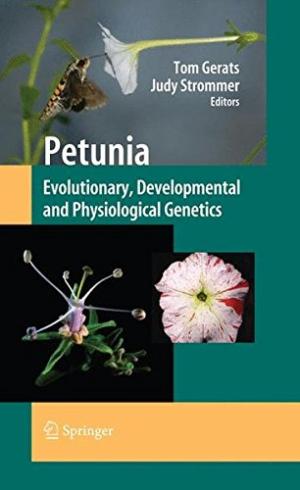 Tom Gerats
Judy Strommer
Editors
Petunia
Evolutionary, Developmental
and Physiological Genetics
Springer